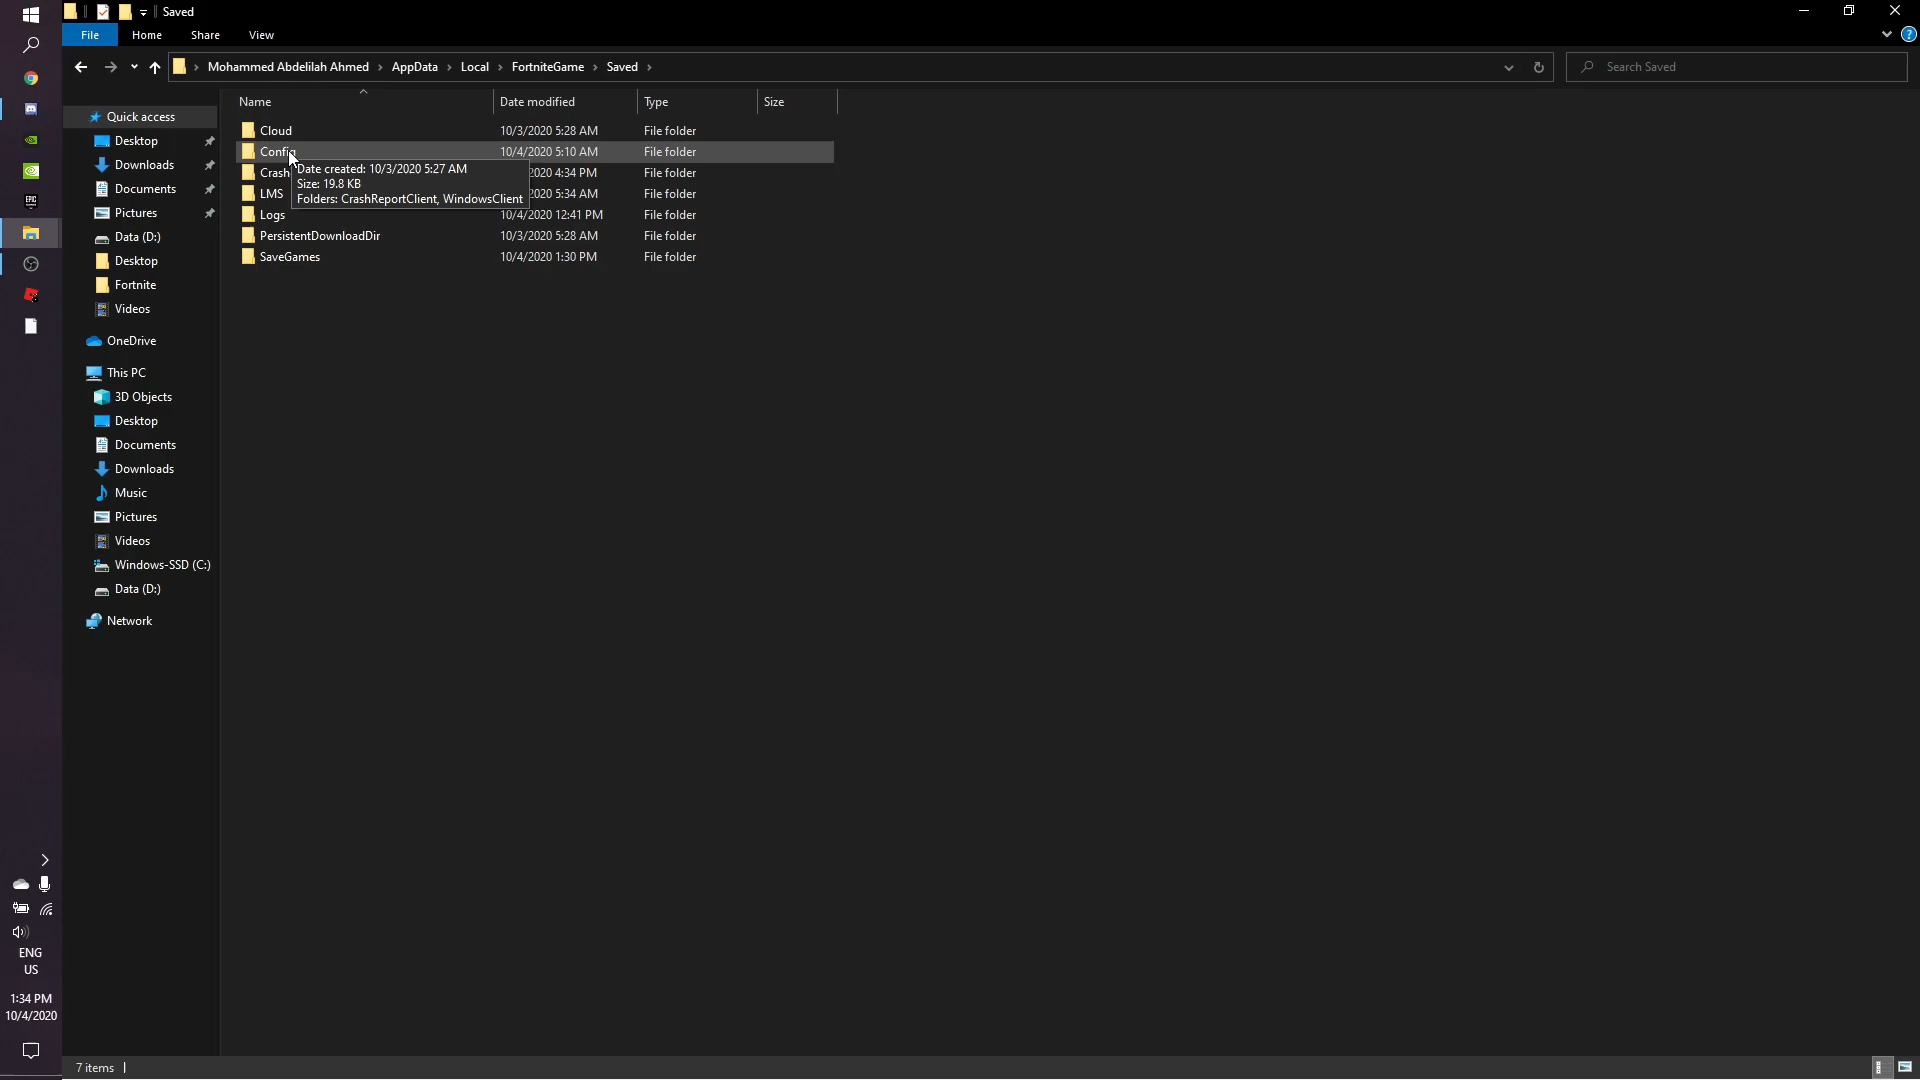 Saved
File Home Share View
Mohammed Abdelilah Ahmed > AppData > Local > FortniteGame > Saved >
Search Saved
Name Date modified Type Size
Quick access
Desktop
Downloads
Documents
Pictures
Data (D:)
Desktop
Fortnite
Videos
OneDrive
This PC
3D Objects
Desktop
Documents
Downloads
Music
Pictures
Videos
Windows-SSD (C:)
Data (D:)
Network
Cloud 10/3/2020 5:28 AM File folder
Config 10/4/2020 5:10 AM File folder
Crash 2020 4:34 PM File folder
LMS 2020 5:34 AM File folder
Logs 10/4/2020 12:41 PM File folder
PersistentDownloadDir 10/3/2020 5:28 AM File folder
SaveGames 10/4/2020 1:30 PM File folder
Date created: 10/3/2020 5:27 AM
Size: 19.8 KB
Folders: CrashReportClient, WindowsClient
EPIC
ENG
US
1:34 PM
10/4/2020
7 items